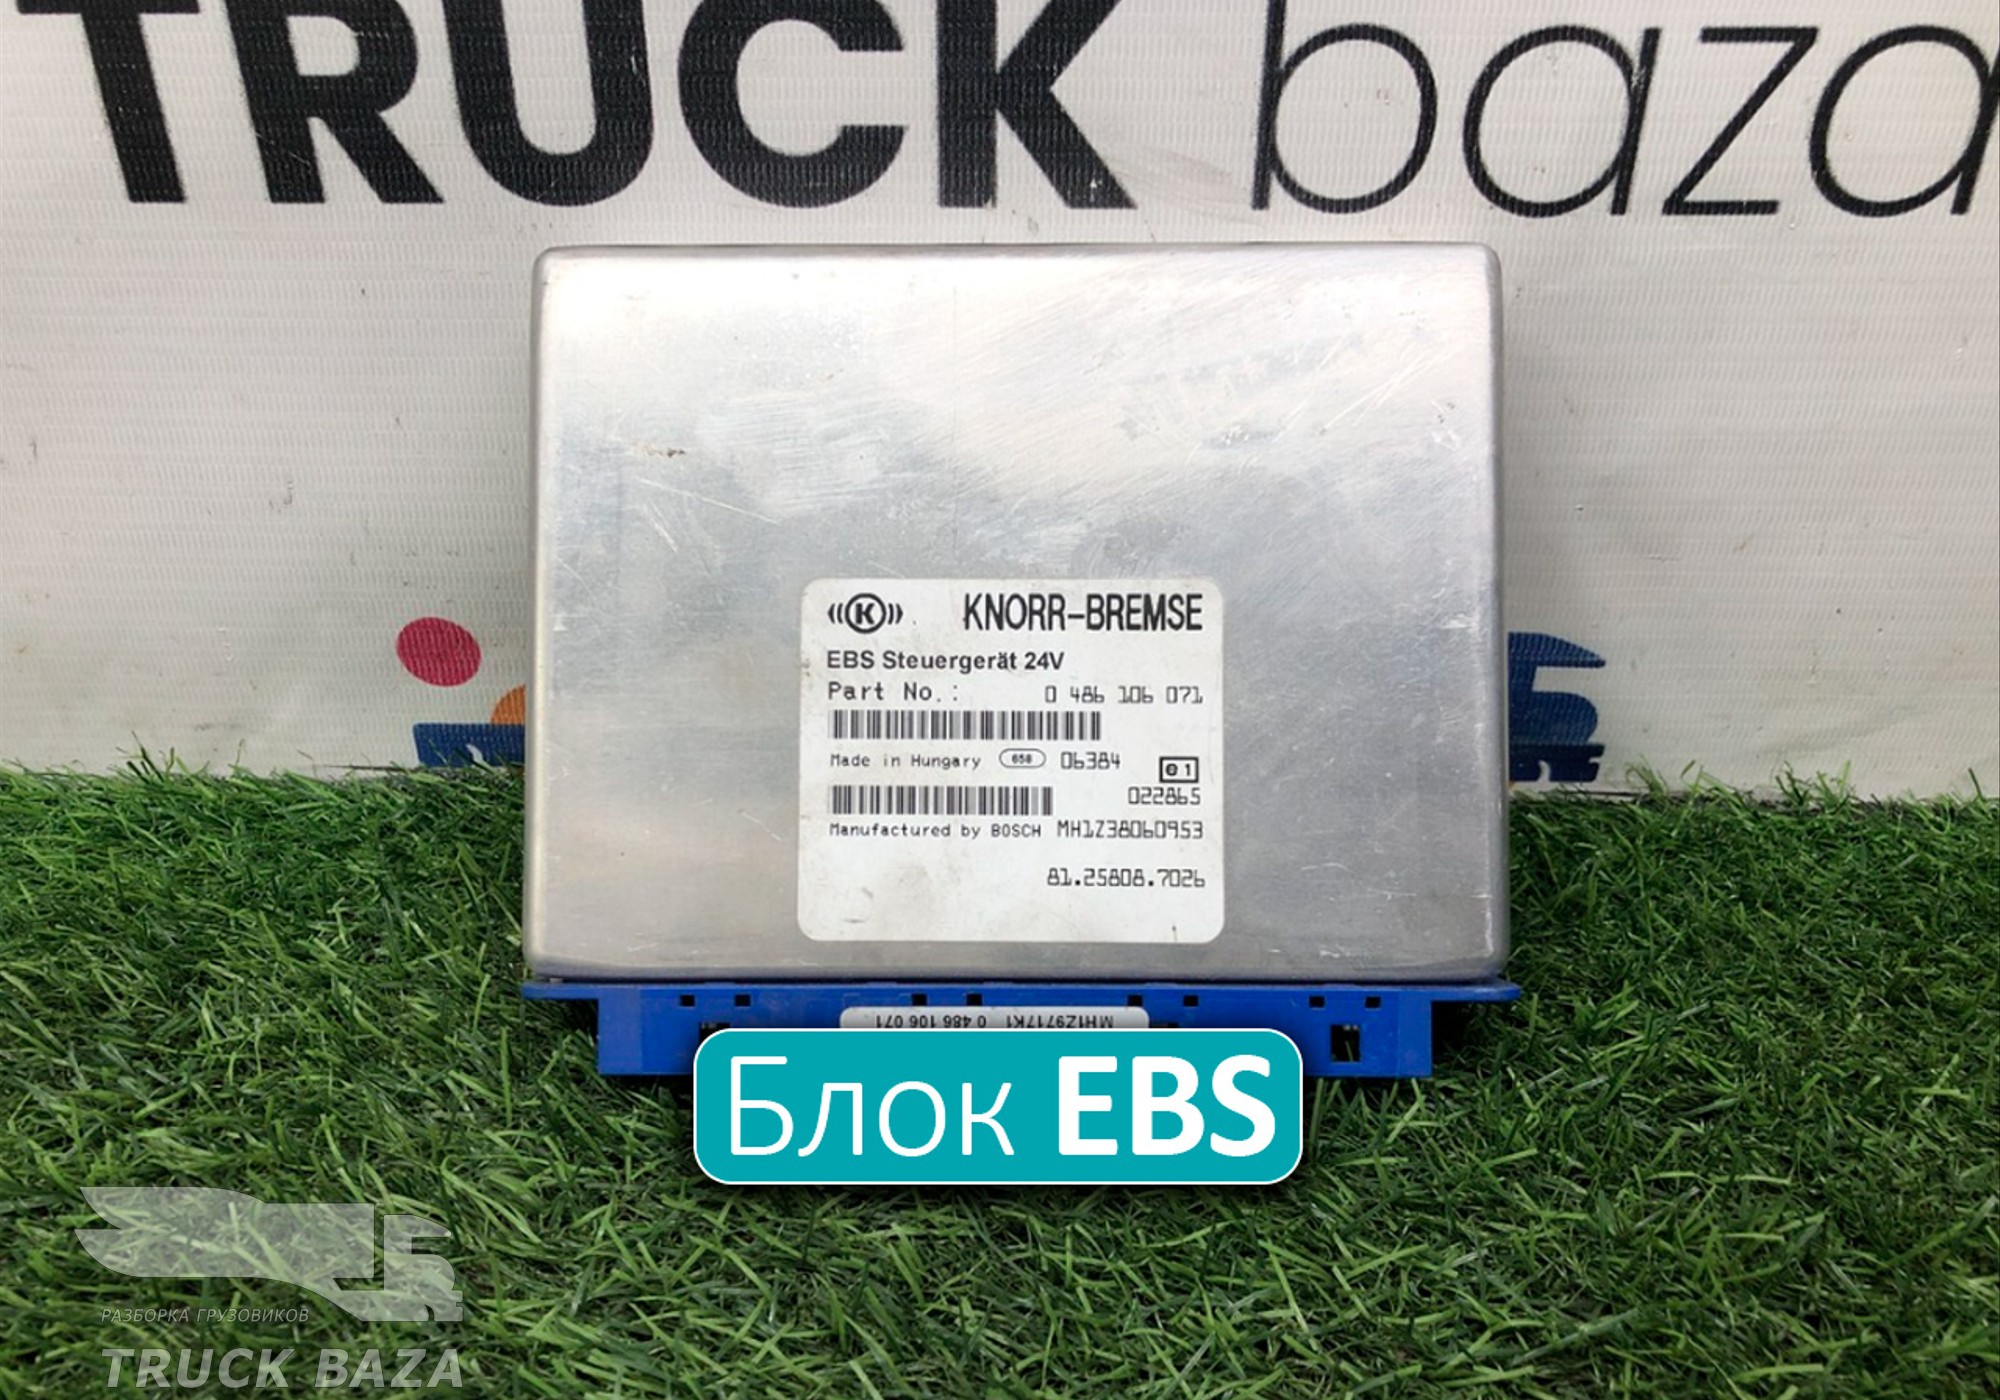 TRUCK baza
K KNORR-BREMSE
EBS Steuergerät 24V
Part No.: 0 486 106 071
Made in Hungary 658 06384 e1
022865
Manufactured by BOSCH MH1Z38060953
81.25808.7026
MH1Z9717K1 0 486 106 071
Блок EBS
РАЗБОРКА ГРУЗОВИКОВ
TRUCK BAZA